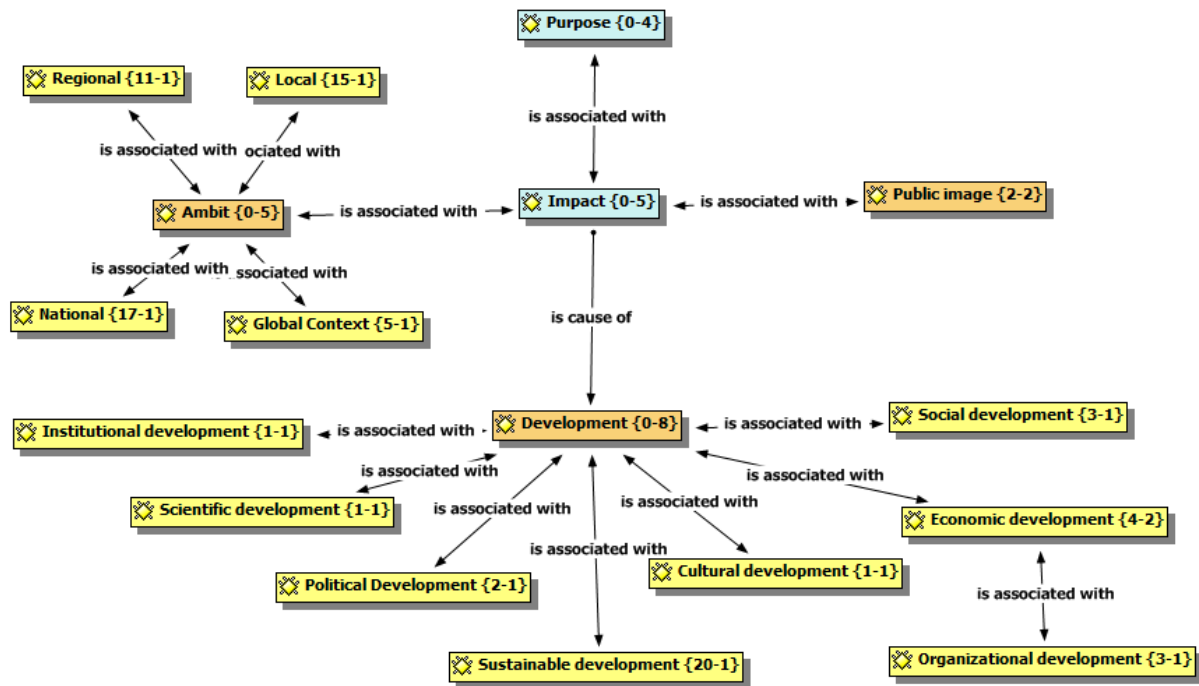 Purpose {0-4}
Regional {11-1}
Local {15-1}
is associated with
is associated with
ociated with
Ambit {0-5}
is associated with
Impact {0-5}
is associated with
Public image {2-2}
is associated with
associated with
National {17-1}
Global Context {5-1}
is cause of
Institutional development {1-1}
is associated with
Development {0-8}
is associated with
Social development {3-1}
is associated with
is associated with
Scientific development {1-1}
is associated with
is associated with
Economic development {4-2}
is associated with
Political Development {2-1}
Cultural development {1-1}
is associated with
Sustainable development {20-1}
Organizational development {3-1}